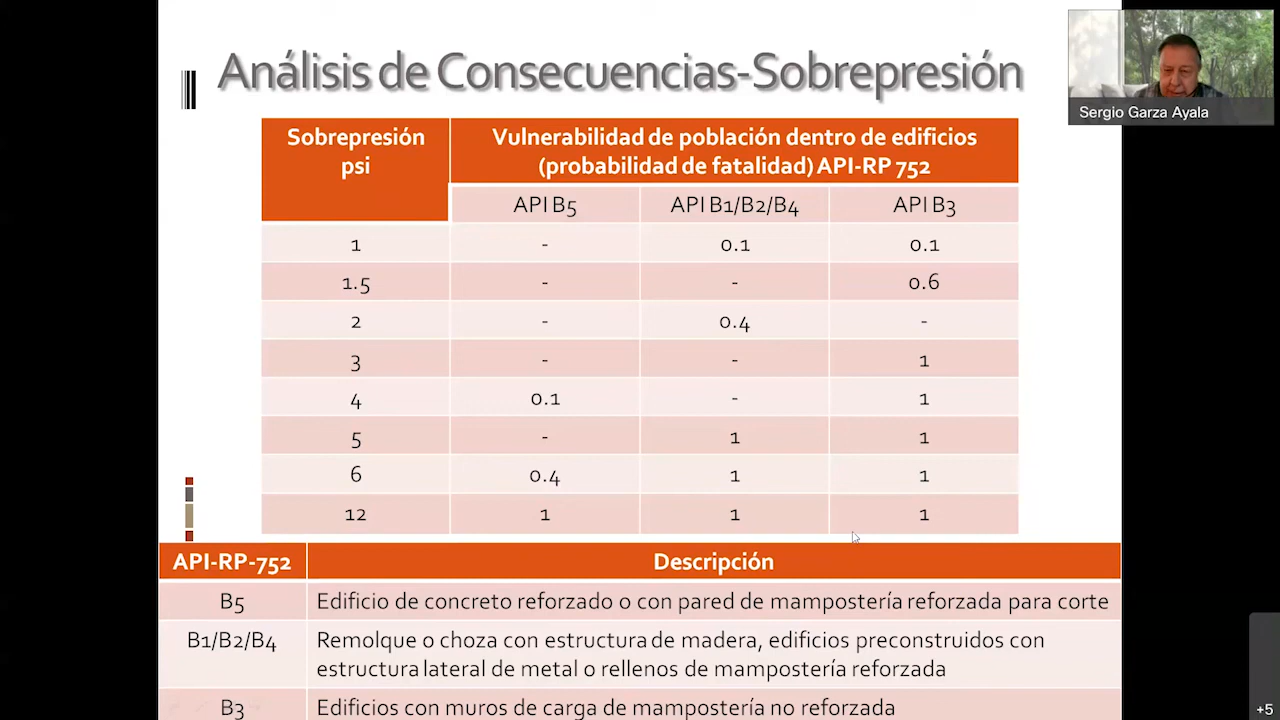 Análisis de Consecuencias-Sobrepresión
Sergio Garza Ayala
Sobrepresión
psi
Vulnerabilidad de población dentro de edificios
(probabilidad de fatalidad) API-RP 752
API B5
API B1/B2/B4
API B3
1
-
0.1
0.1
1.5
-
-
0.6
2
-
0.4
-
3
-
-
1
4
0.1
-
1
5
-
1
1
6
0.4
1
1
12
1
1
1
API-RP-752
Descripción
B5
Edificio de concreto reforzado o con pared de mampostería reforzada para corte
B1/B2/B4
Remolque o choza con estructura de madera, edificios preconstruidos con
estructura lateral de metal o rellenos de mampostería reforzada
B3
Edificios con muros de carga de mampostería no reforzada
+5